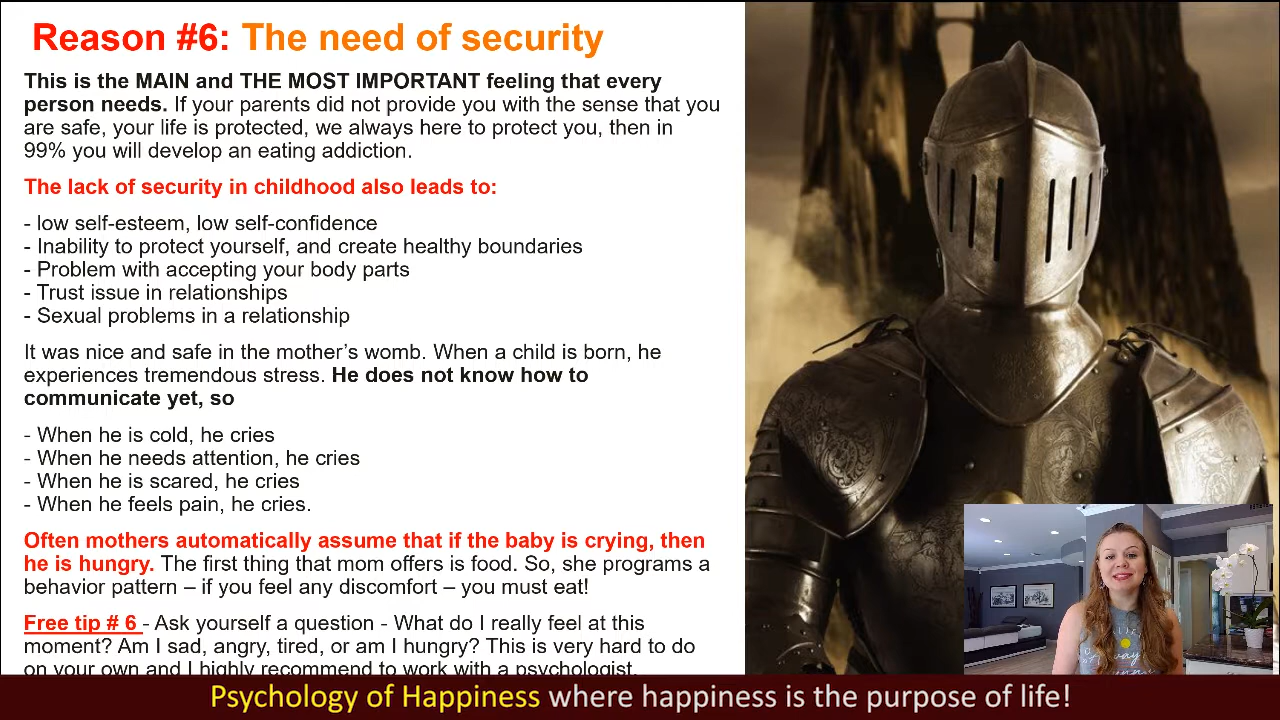 Reason #6: The need of security
This is the MAIN and THE MOST IMPORTANT feeling that every
person needs. If your parents did not provide you with the sense that you
are safe, your life is protected, we always here to protect you, then in
99% you will develop an eating addiction.
The lack of security in childhood also leads to:
- low self-esteem, low self-confidence
- Inability to protect yourself, and create healthy boundaries
- Problem with accepting your body parts
- Trust issue in relationships
- Sexual problems in a relationship
It was nice and safe in the mother’s womb. When a child is born, he
experiences tremendous stress. He does not know how to
communicate yet, so
- When he is cold, he cries
- When he needs attention, he cries
- When he is scared, he cries
- When he feels pain, he cries.
Often mothers automatically assume that if the baby is crying, then
he is hungry. The first thing that mom offers is food. So, she programs a
behavior pattern – if you feel any discomfort – you must eat!
Free tip # 6 - Ask yourself a question - What do I really feel at this
moment? Am I sad, angry, tired, or am I hungry? This is very hard to do
on your own and I highly recommend to work with a psychologist.
Psychology of Happiness where happiness is the purpose of life!